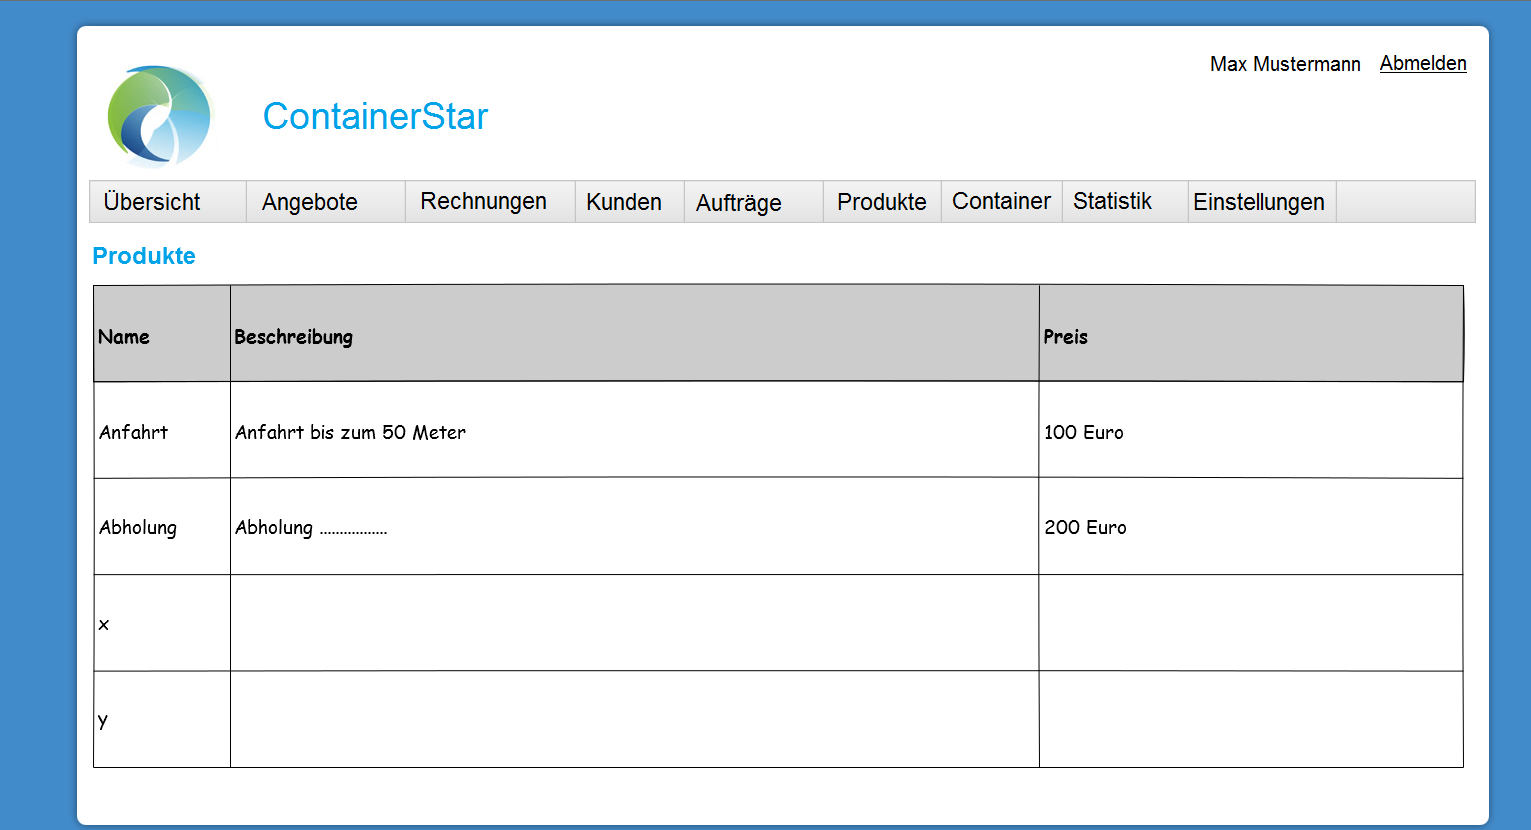 Max Mustermann Abmelden
ContainerStar
Übersicht Angebote Rechnungen Kunden Aufträge Produkte Container Statistik Einstellungen
Produkte
Name Beschreibung Preis
Anfahrt Anfahrt bis zum 50 Meter 100 Euro
Abholung Abholung ................. 200 Euro
x
y